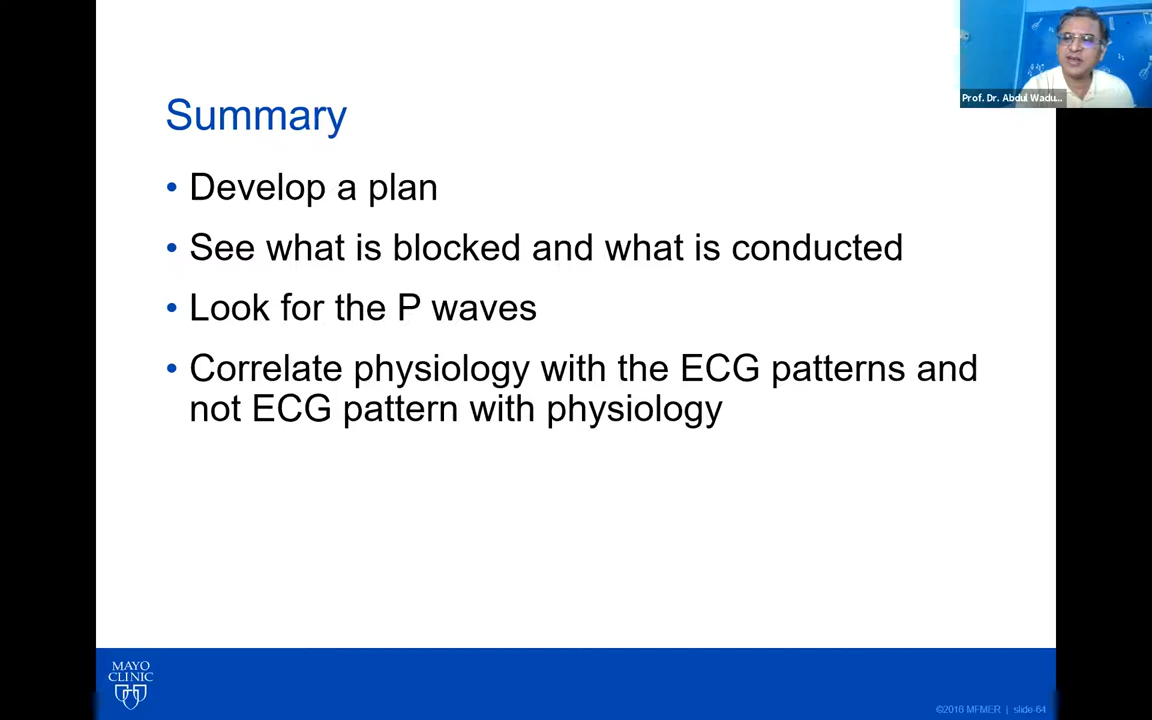 Prof. Dr. Abdul Wadu...
Summary
• Develop a plan
• See what is blocked and what is conducted
• Look for the P waves
• Correlate physiology with the ECG patterns and
not ECG pattern with physiology
MAYO
CLINIC
©2016 MFMER | slide-64